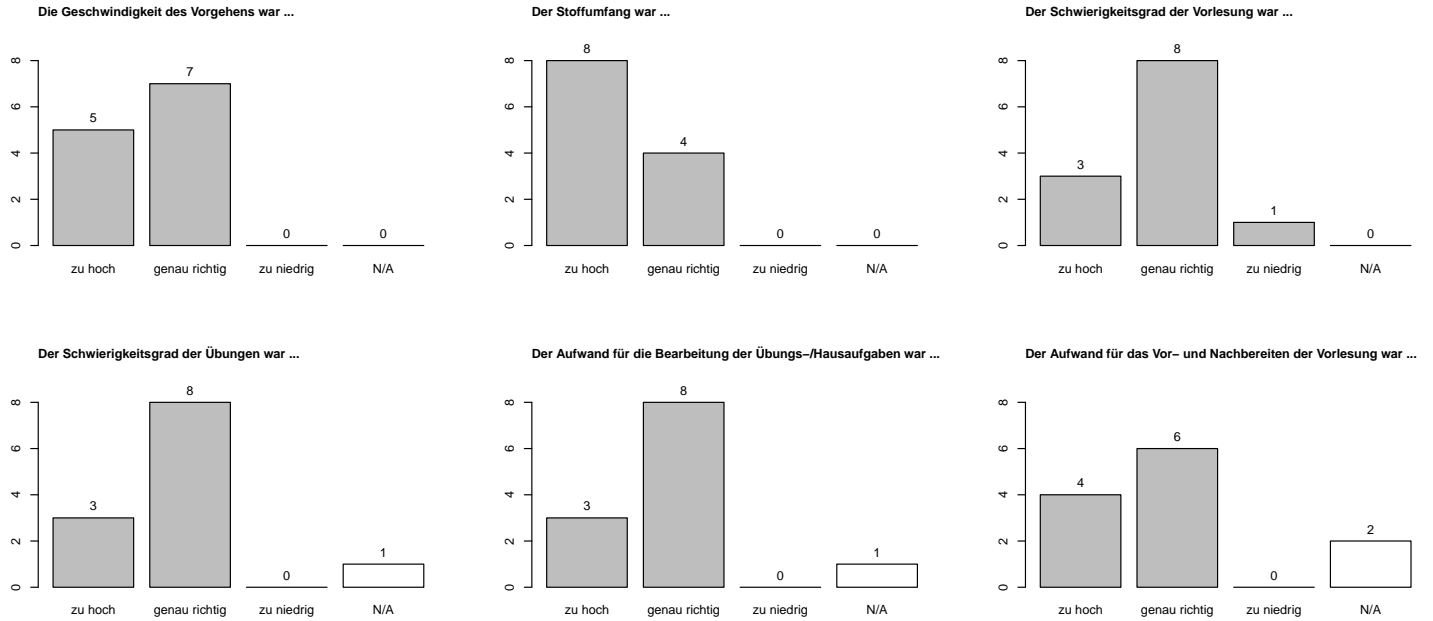 Die Geschwindigkeit des Vorgehens war ...
8
6
4
2
0
5
7
0
0
zu hoch
genau richtig
zu niedrig
N/A
Der Stoffumfang war ...
8
6
4
2
0
8
4
0
0
zu hoch
genau richtig
zu niedrig
N/A
Der Schwierigkeitsgrad der Vorlesung war ...
8
6
4
2
0
3
8
1
0
zu hoch
genau richtig
zu niedrig
N/A
Der Schwierigkeitsgrad der Übungen war ...
8
6
4
2
0
3
8
0
1
zu hoch
genau richtig
zu niedrig
N/A
Der Aufwand für die Bearbeitung der Übungs−/Hausaufgaben war ...
8
6
4
2
0
3
8
0
1
zu hoch
genau richtig
zu niedrig
N/A
Der Aufwand für das Vor− und Nachbereiten der Vorlesung war ...
8
6
4
2
0
4
6
0
2
zu hoch
genau richtig
zu niedrig
N/A